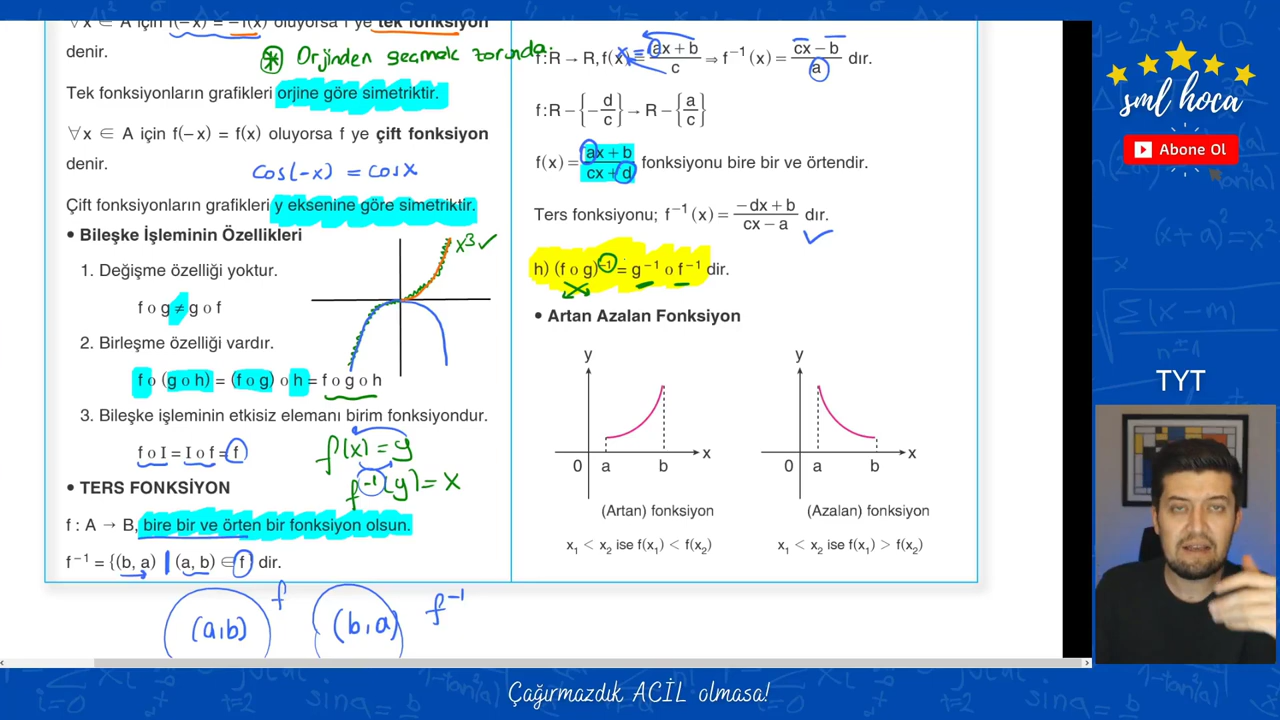 ∀x ∈ A için f(−x) = −f(x) oluyorsa f ye tek fonksiyon
denir.
* Orjinden geçmek zorunda.
Tek fonksiyonların grafikleri orjine göre simetriktir.
∀x ∈ A için f(−x) = f(x) oluyorsa f ye çift fonksiyon
denir.
cos(-x) = cosx
Çift fonksiyonların grafikleri y eksenine göre simetriktir.
• Bileşke İşleminin Özellikleri
x³ ✓
1. Değişme özelliği yoktur.
f o g ≠ g o f
2. Birleşme özelliği vardır.
f o (g o h) = (f o g) o h = f o g o h
3. Bileşke işleminin etkisiz elemanı birim fonksiyondur.
f o I = I o f = f
f(x) = y
f⁻¹(y) = x
• TERS FONKSİYON
f : A → B, bire bir ve örten bir fonksiyon olsun.
f⁻¹ = {(b, a) | (a, b) ∈ f} dir.
(a,b) f (b,a) f⁻¹
f:R → R, f(x) = (ax + b)/c ⇒ f⁻¹(x) = (cx − b)/a dır.
x =
f:R − {−d/c} → R − {a/c}
f(x) = (ax + b)/(cx + d) fonksiyonu bire bir ve örtendir.
Ters fonksiyonu; f⁻¹(x) = (−dx + b)/(cx − a) dır.
h) (f o g)⁻¹ = g⁻¹ o f⁻¹ dir.
• Artan Azalan Fonksiyon
y
0 a b x
(Artan) fonksiyon
x₁ < x₂ ise f(x₁) < f(x₂)
y
0 a b x
(Azalan) fonksiyon
x₁ < x₂ ise f(x₁) > f(x₂)
sml hoca
Abone Ol
TYT
Çağırmazdık ACİL olmasa!